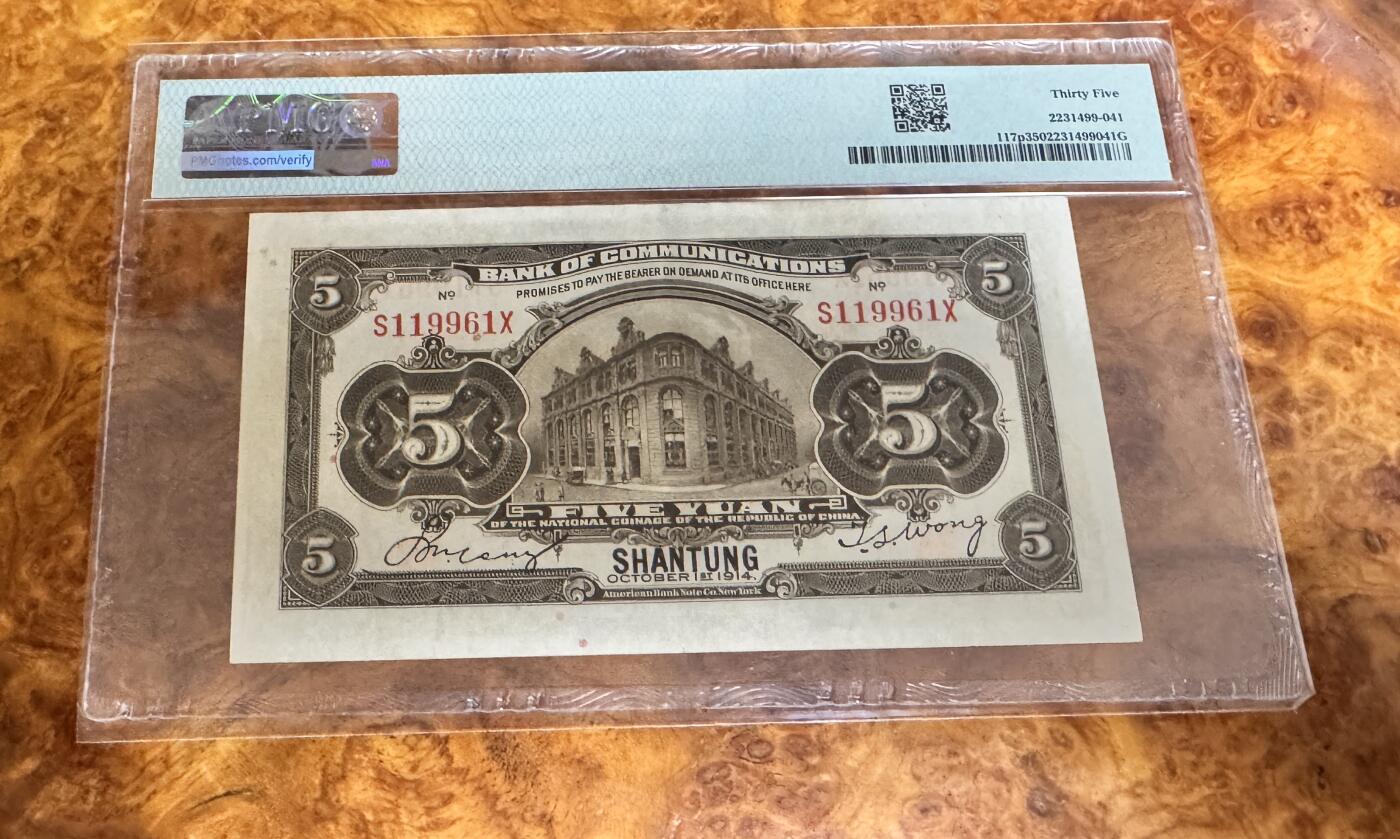 PMG
PMGnotes.com/verify
Thirty Five
2231499-041
117p3502231499041G
BANK OF COMMUNICATIONS
PROMISES TO PAY THE BEARER ON DEMAND AT ITS OFFICE HERE
5
5
Nº
Nº
S119961X
S119961X
5
5
FIVE YUAN
OF THE NATIONAL COINAGE OF THE REPUBLIC OF CHINA.
T.S.Wong
5
5
SHANTUNG
OCTOBER 1ST 1914.
American Bank Note Co. New York